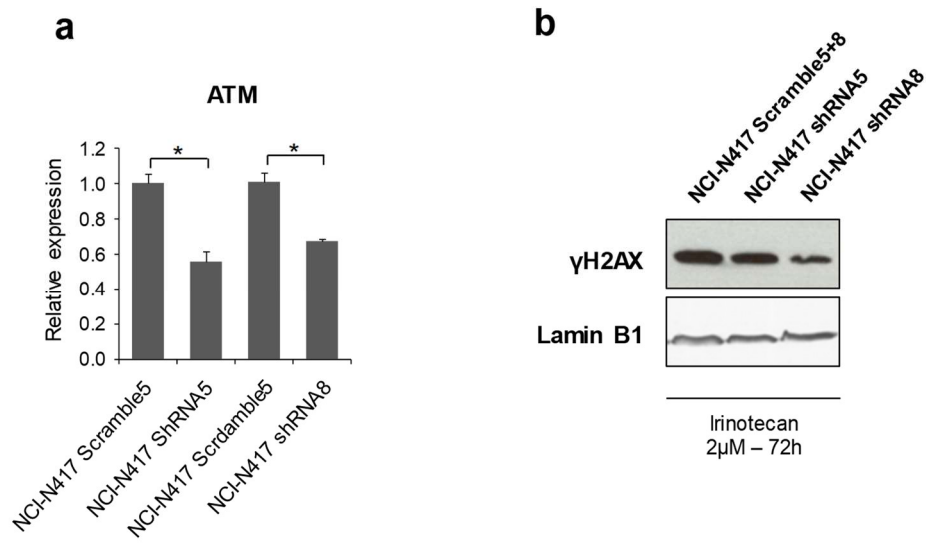 a
ATM
Relative expression
1.2
1.0
0.8
0.6
0.4
0.2
0.0
*
*
NCI-N417 Scramble5
NCI-N417 ShRNA5
NCI-N417 Scrdamble5
NCI-N417 shRNA8
b
NCI-N417 Scramble5+8
NCI-N417 shRNA5
NCI-N417 shRNA8
γH2AX
Lamin B1
Irinotecan
2µM – 72h